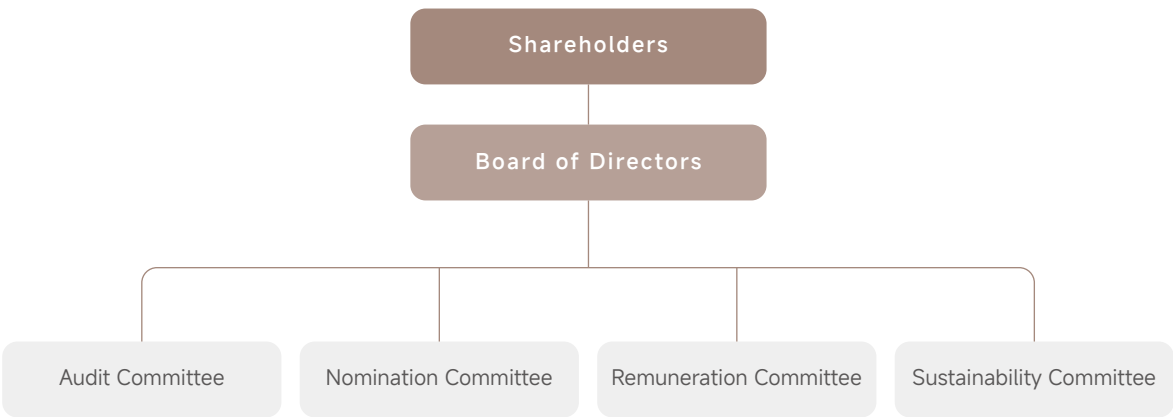 Shareholders
Board of Directors
Audit Committee
Nomination Committee
Remuneration Committee
Sustainability Committee